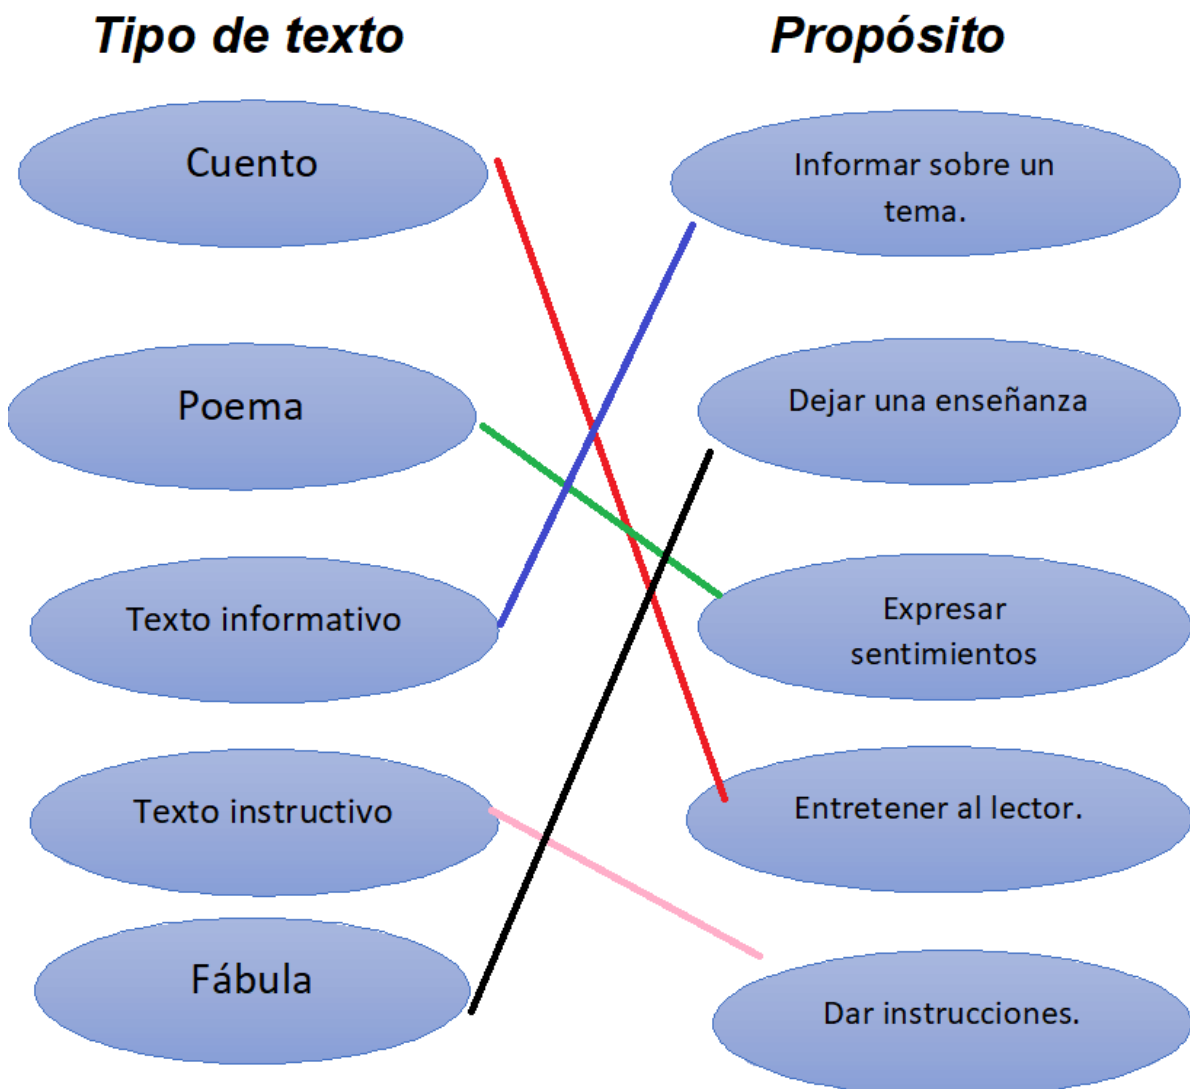 Tipo de texto
Propósito
Cuento
Informar sobre un
tema.
Poema
Dejar una enseñanza
Texto informativo
Expresar
sentimientos
Texto instructivo
Entretener al lector.
Fábula
Dar instrucciones.